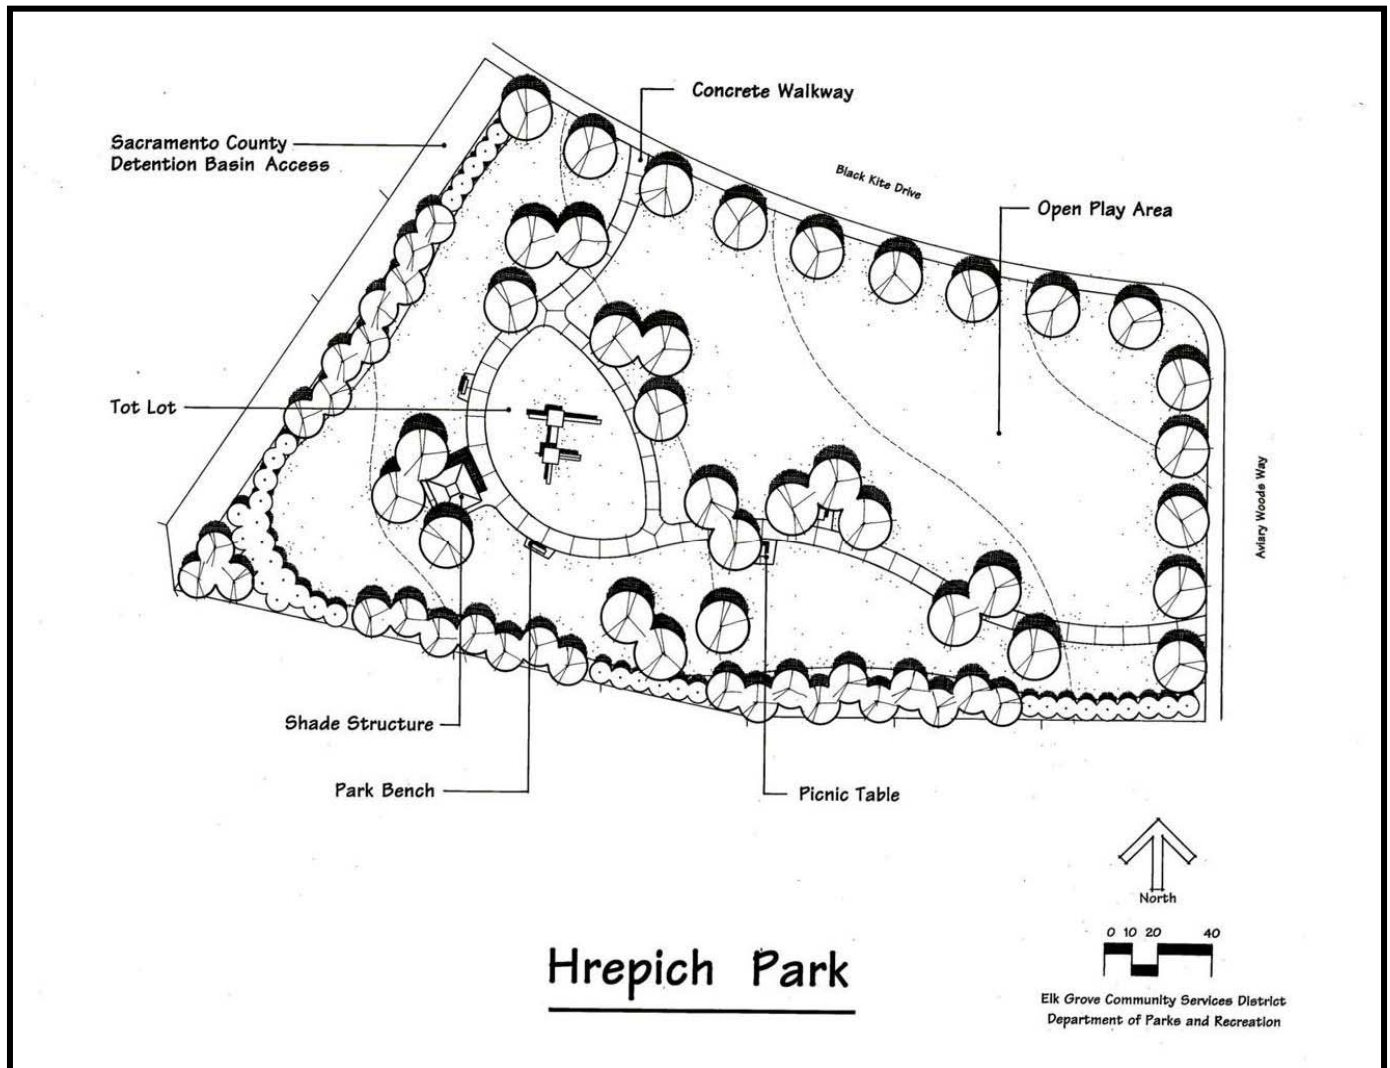 Concrete Walkway
Sacramento County
Detention Basin Access
Black Kite Drive
Open Play Area
Tot Lot
Aviary Woods Way
Shade Structure
Park Bench
Picnic Table
North
0 10 20 40
Hrepich Park
Elk Grove Community Services District
Department of Parks and Recreation